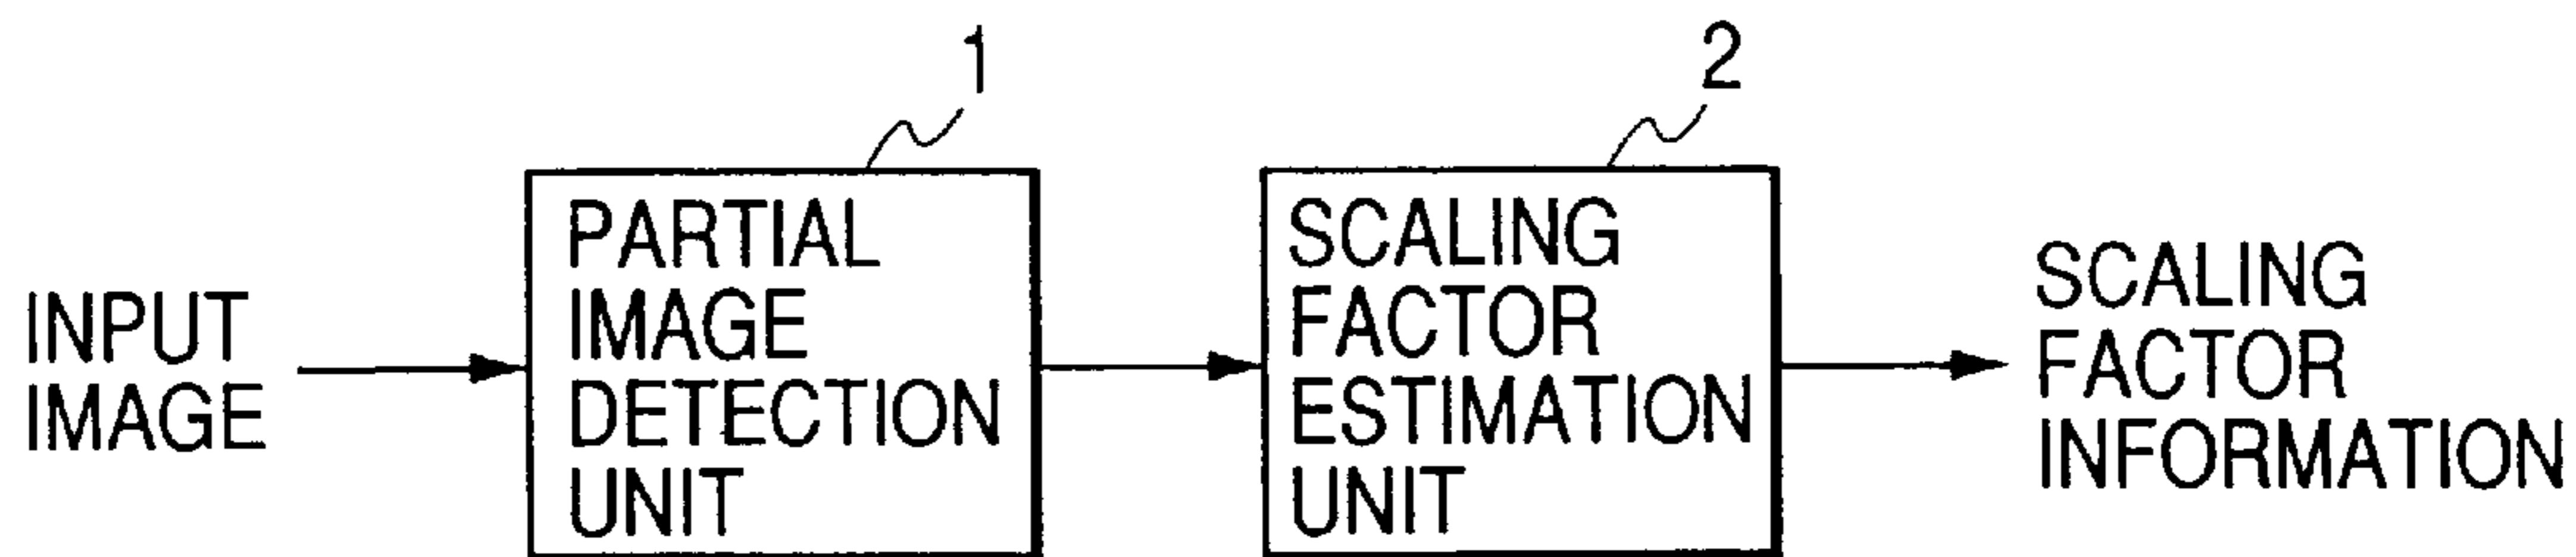 1
2
INPUT
IMAGE
PARTIAL
IMAGE
DETECTION
UNIT
SCALING
FACTOR
ESTIMATION
UNIT
SCALING
FACTOR
INFORMATION